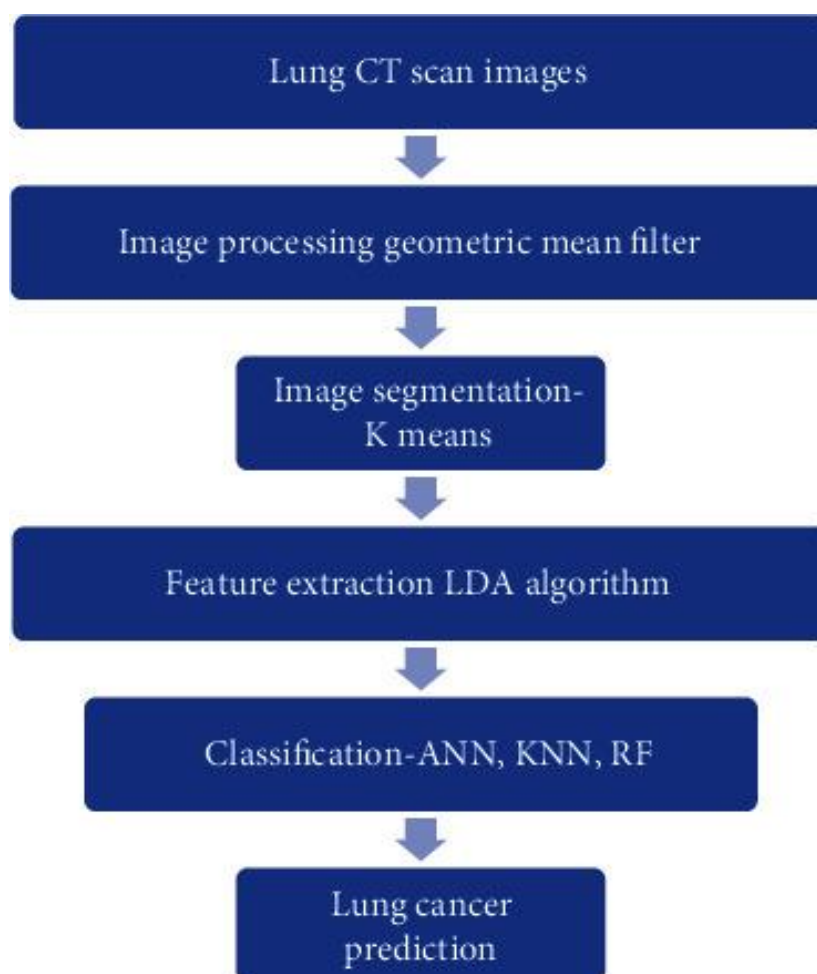 Lung CT scan images
Image processing geometric mean filter
Image segmentation-
K means
Feature extraction LDA algorithm
Classification-ANN, KNN, RF
Lung cancer
prediction